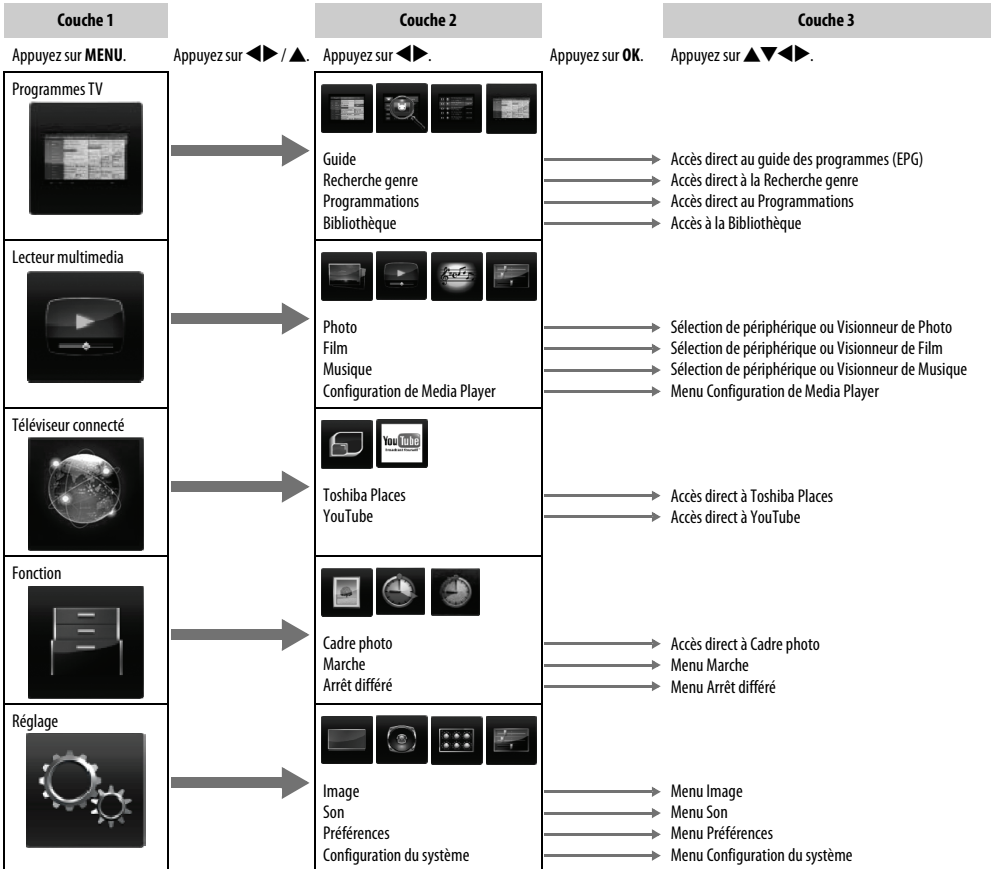 Couche 1
Couche 2
Couche 3
Appuyez sur MENU.
Appuyez sur ◀▶ / ▲.
Appuyez sur ◀▶.
Appuyez sur OK.
Appuyez sur ▲▼◀▶.
Programmes TV
Guide
Recherche genre
Programmations
Bibliothèque
Accès direct au guide des programmes (EPG)
Accès direct à la Recherche genre
Accès direct au Programmations
Accès à la Bibliothèque
Lecteur multimedia
Photo
Film
Musique
Configuration de Media Player
Sélection de périphérique ou Visionneur de Photo
Sélection de périphérique ou Visionneur de Film
Sélection de périphérique ou Visionneur de Musique
Menu Configuration de Media Player
Téléviseur connecté
YouTube
Toshiba Places
YouTube
Accès direct à Toshiba Places
Accès direct à YouTube
Fonction
Cadre photo
Marche
Arrêt différé
Accès direct à Cadre photo
Menu Marche
Menu Arrêt différé
Réglage
Image
Son
Préférences
Configuration du système
Menu Image
Menu Son
Menu Préférences
Menu Configuration du système